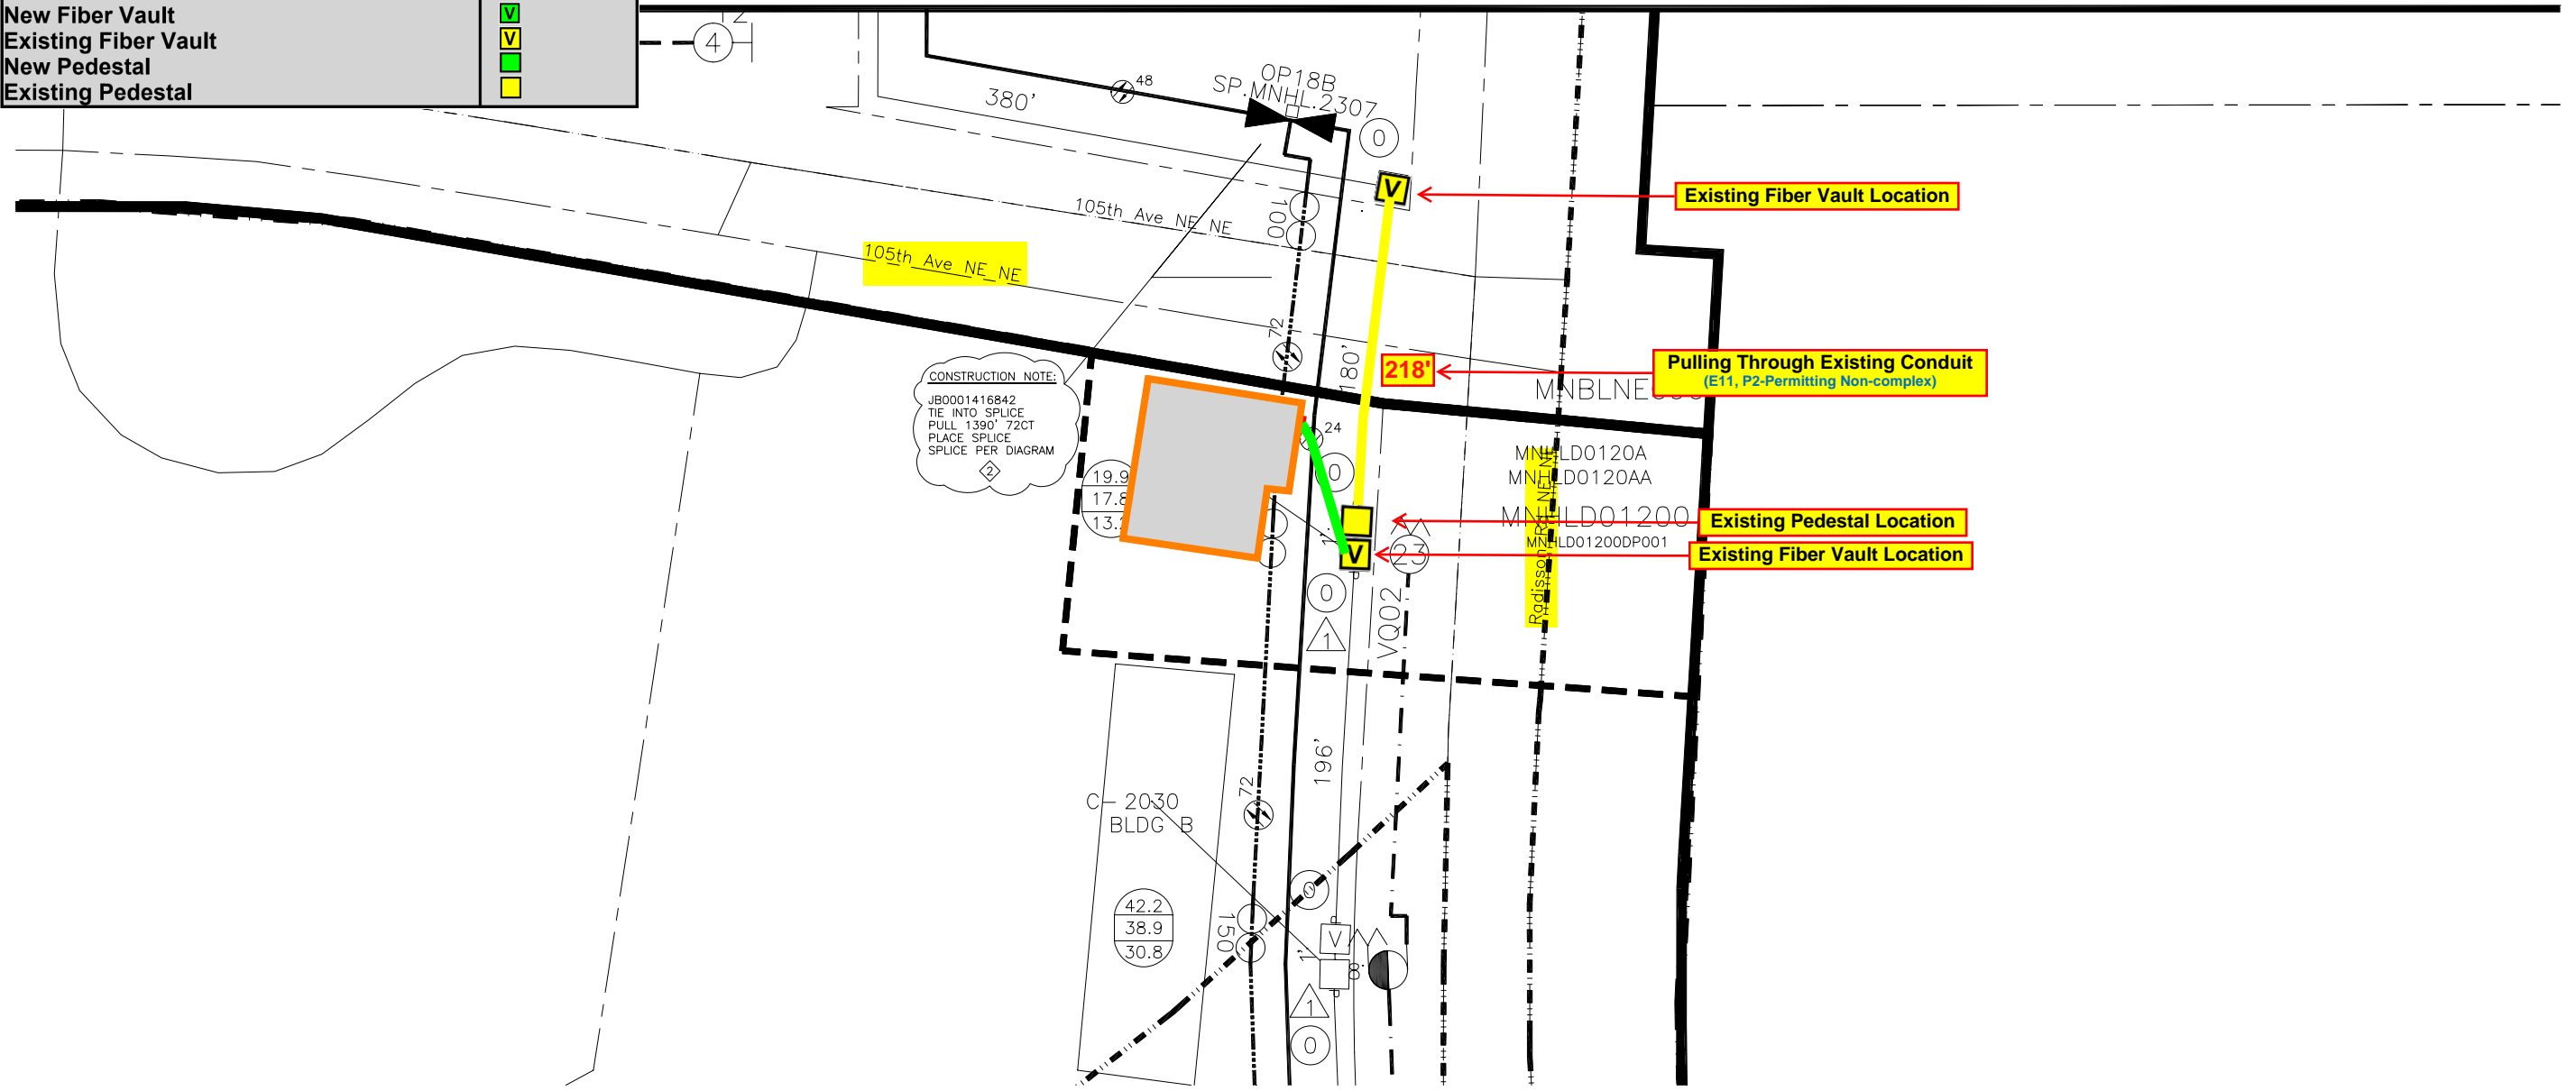 New Fiber Vault
V
Existing Fiber Vault
V
New Pedestal
Existing Pedestal
4
48
380'
OP18B
SP.MNHL.2307
0
V
Existing Fiber Vault Location
100
105th Ave NE NE
105th Ave NE NE
72
180'
218'
Pulling Through Existing Conduit
(E11, P2-Permitting Non-complex)
CONSTRUCTION NOTE:
JB0001416842
TIE INTO SPLICE
PULL 1390' 72CT
PLACE SPLICE
SPLICE PER DIAGRAM
2
24
0
19.9
17.8
MNHLD0120A
MNHLD0120AA
MNHLD01200
MNHLD01200DP001
Existing Pedestal Location
V
Existing Fiber Vault Location
23
0
1
VQ02
196'
72
C- 2030
BLDG B
42.2
38.9
30.8
150
0
V
1'
8'
1
0